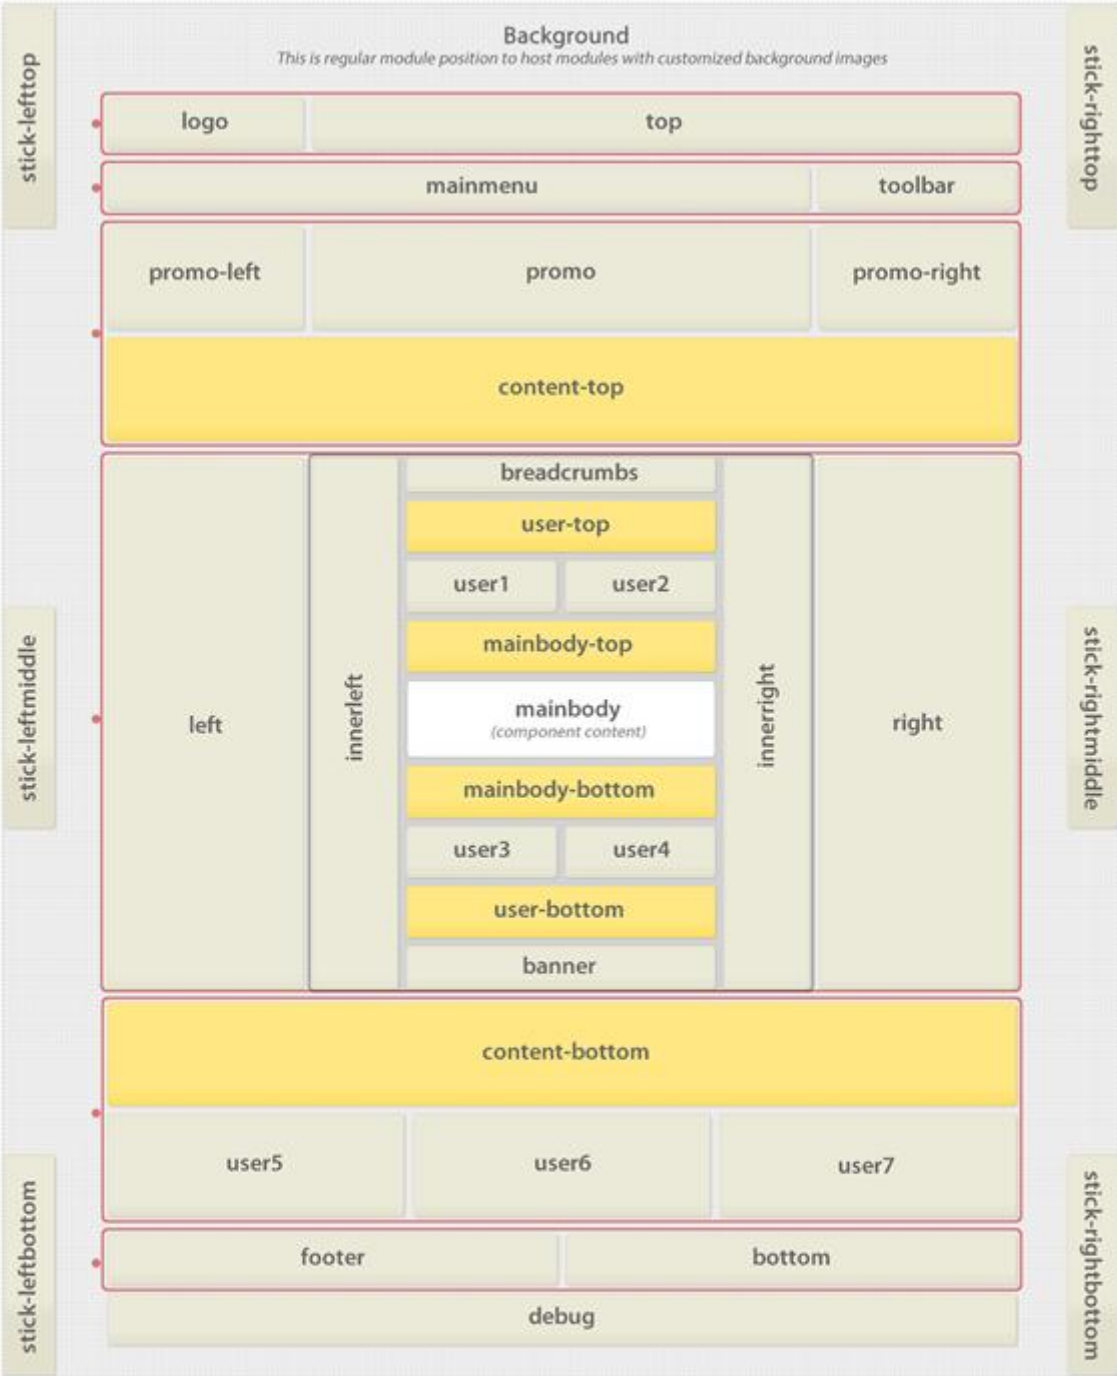 Background
This is regular module position to host modules with customized background images
stick-lefttop
stick-righttop
logo
top
mainmenu
toolbar
promo-left
promo
promo-right
content-top
breadcrumbs
user-top
user1
user2
mainbody-top
stick-leftmiddle
left
innerleft
mainbody
(component content)
innerright
right
stick-rightmiddle
mainbody-bottom
user3
user4
user-bottom
banner
content-bottom
user5
user6
user7
stick-leftbottom
stick-rightbottom
footer
bottom
debug